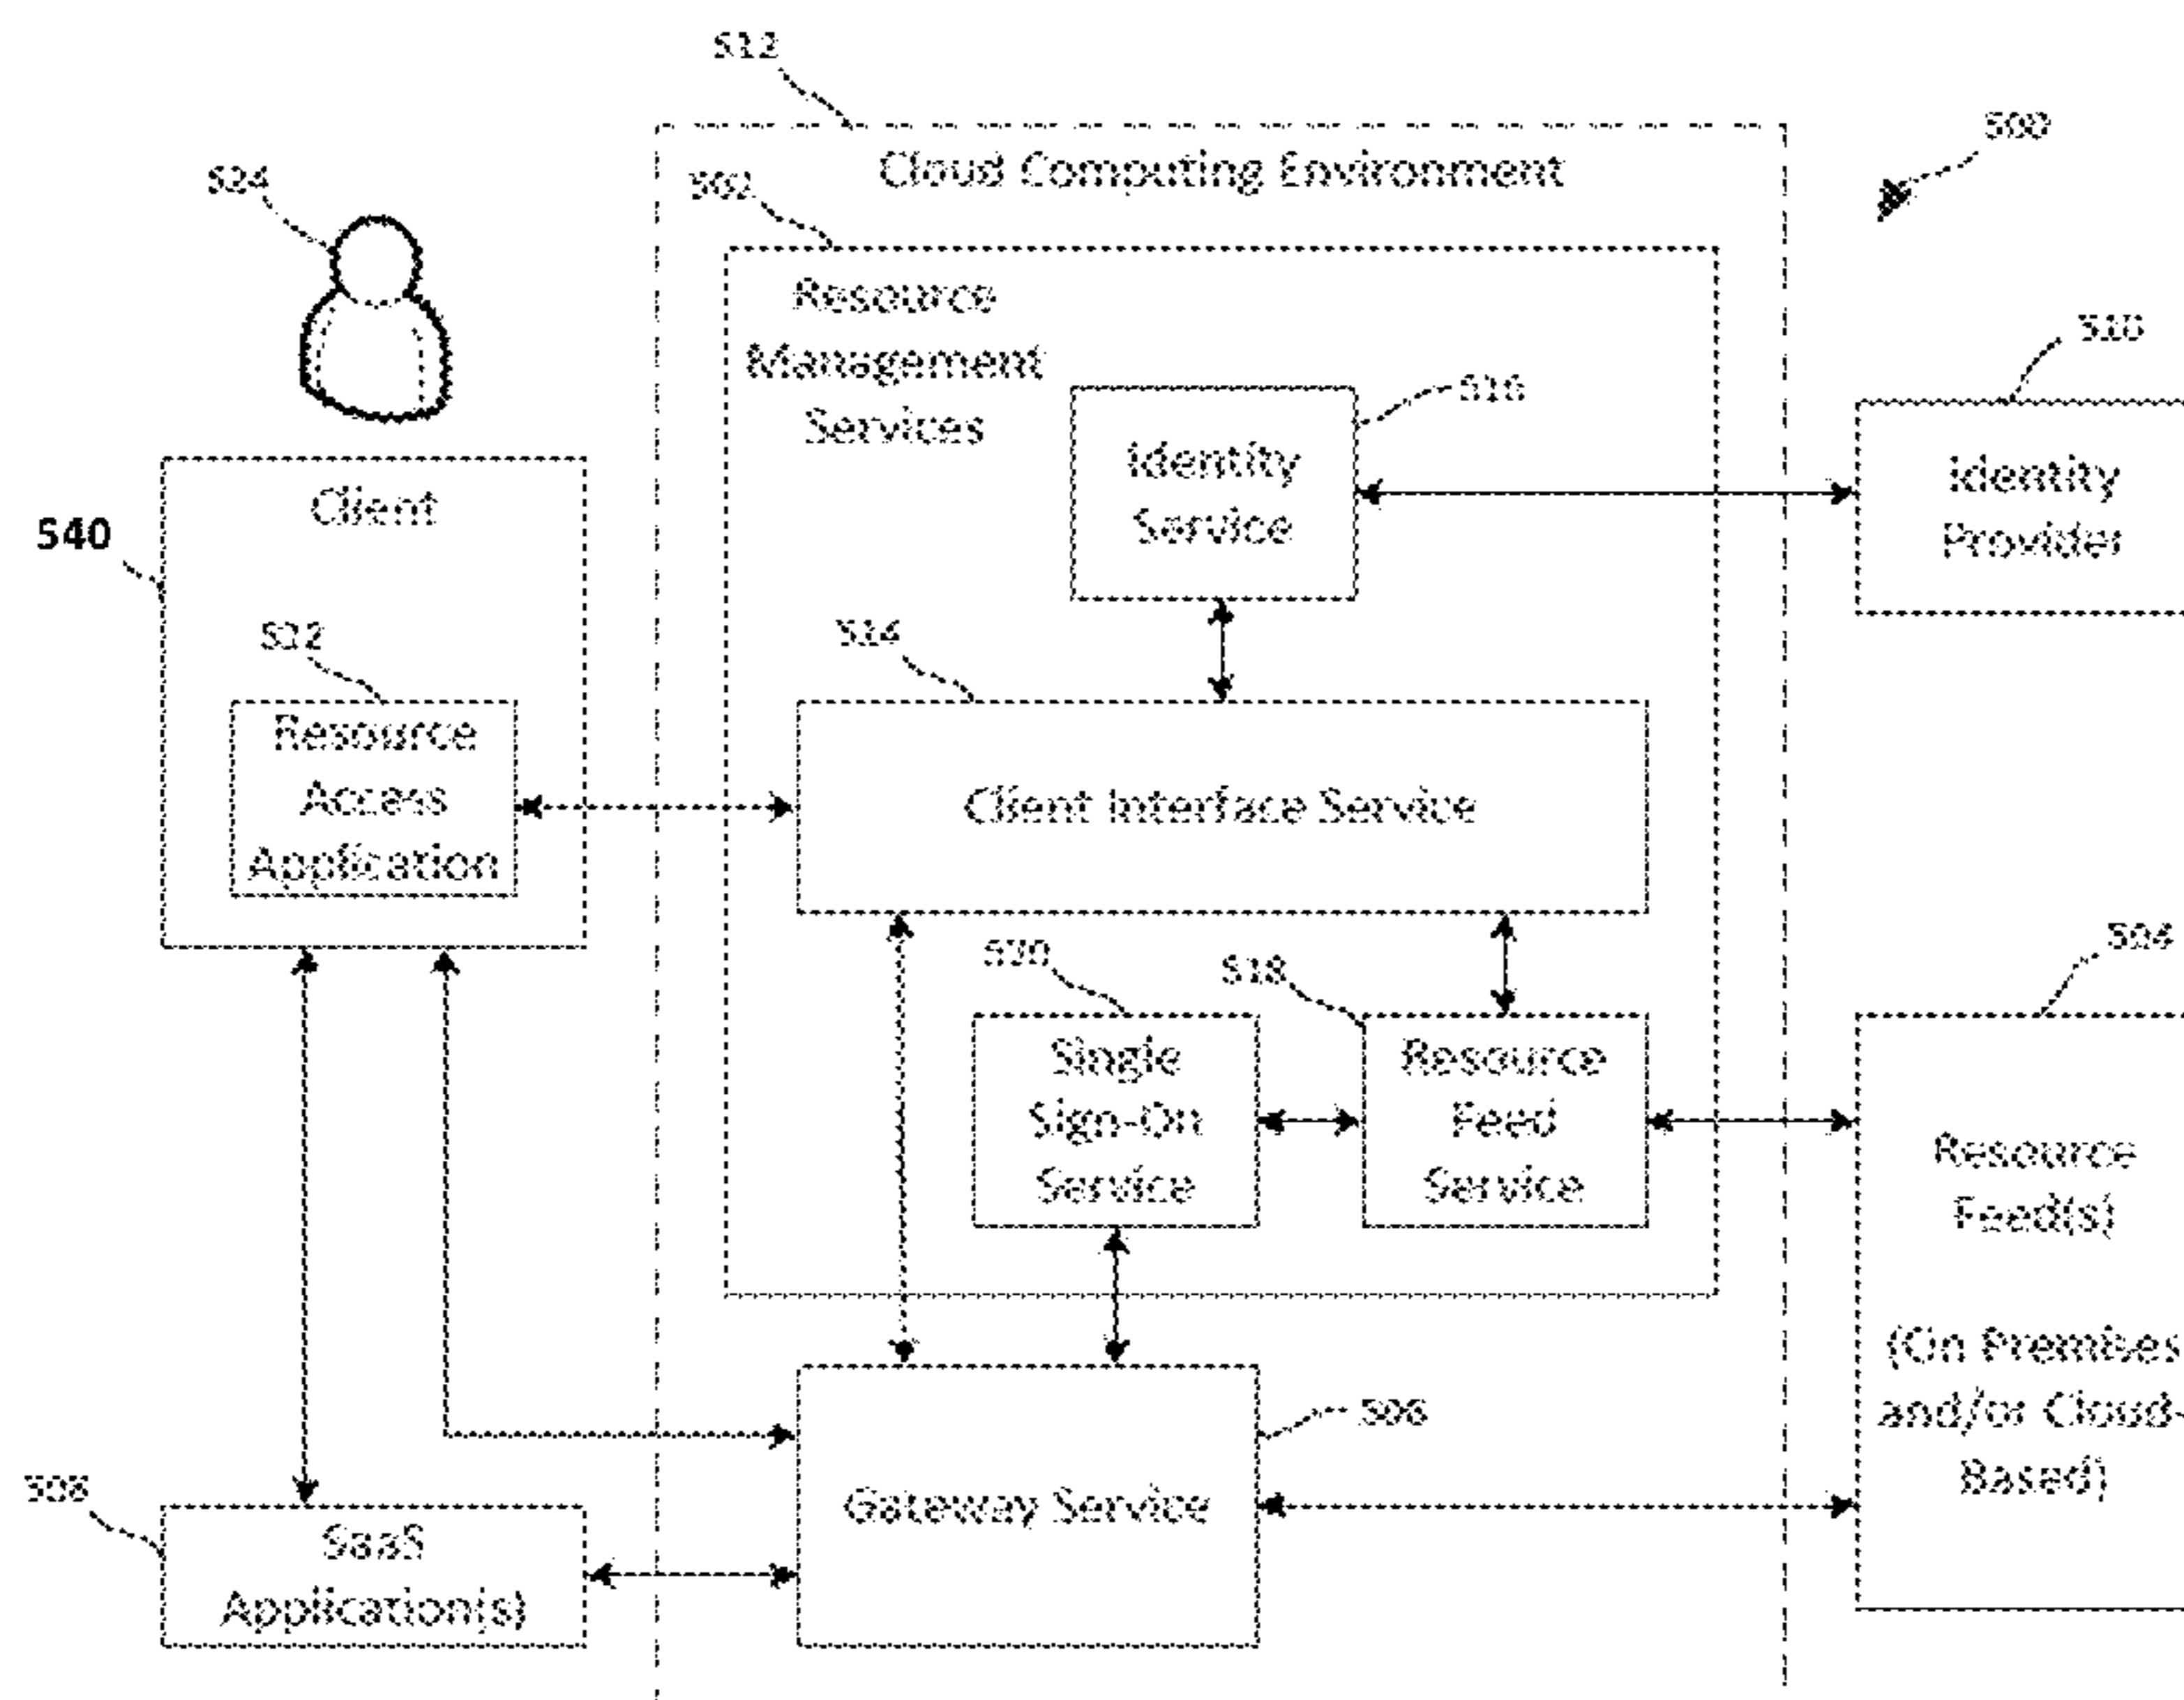 512
Cloud Computing Environment
500
524
502
Resource
Management
Services
510
516
Identity
Service
Identity
Provider
Client
540
514
522
Resource
Access
Application
Client Interface Service
504
520
518
Single
Sign-On
Service
Resource
Feed
Service
Resource
Feed(s)
(On Premises
and/or Cloud-
Based)
506
508
Gateway Service
SaaS
Application(s)